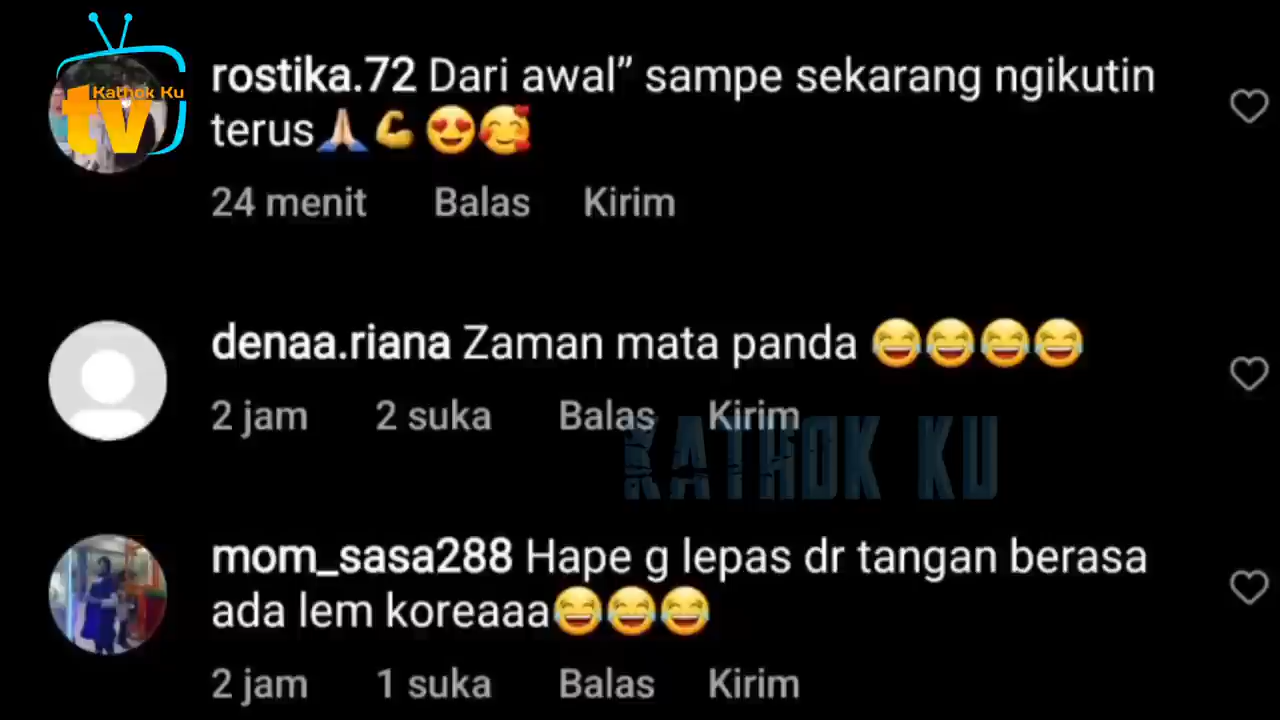 Kathok Ku
tv
rostika.72 Dari awal” sampe sekarang ngikutin
terus🙏🏻💪😍🥰
24 menit Balas Kirim
denaa.riana Zaman mata panda 😂😂😂😂
2 jam 2 suka Balas Kirim
KATHOK KU
mom_sasa288 Hape g lepas dr tangan berasa
ada lem koreaaa😂😂😂
2 jam 1 suka Balas Kirim